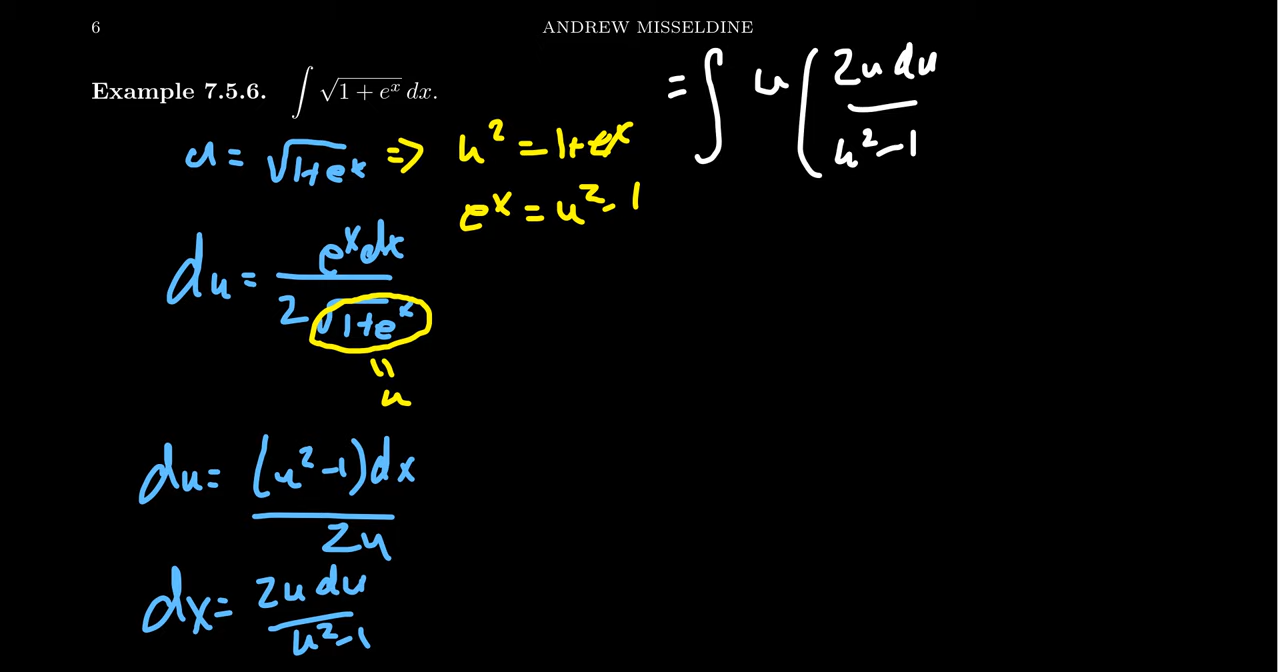 6 ANDREW MISSELDINE
Example 7.5.6. ∫ √(1 + e^x) dx.
= ∫ u ( 2u du / u² − 1
u = √(1+e^x) ⇒ u² = 1+e^x
e^x = u² − 1
du = e^x dx / 2√(1+e^x)
=
u
du = (u² − 1)dx / 2u
dx = 2u du / u² − 1